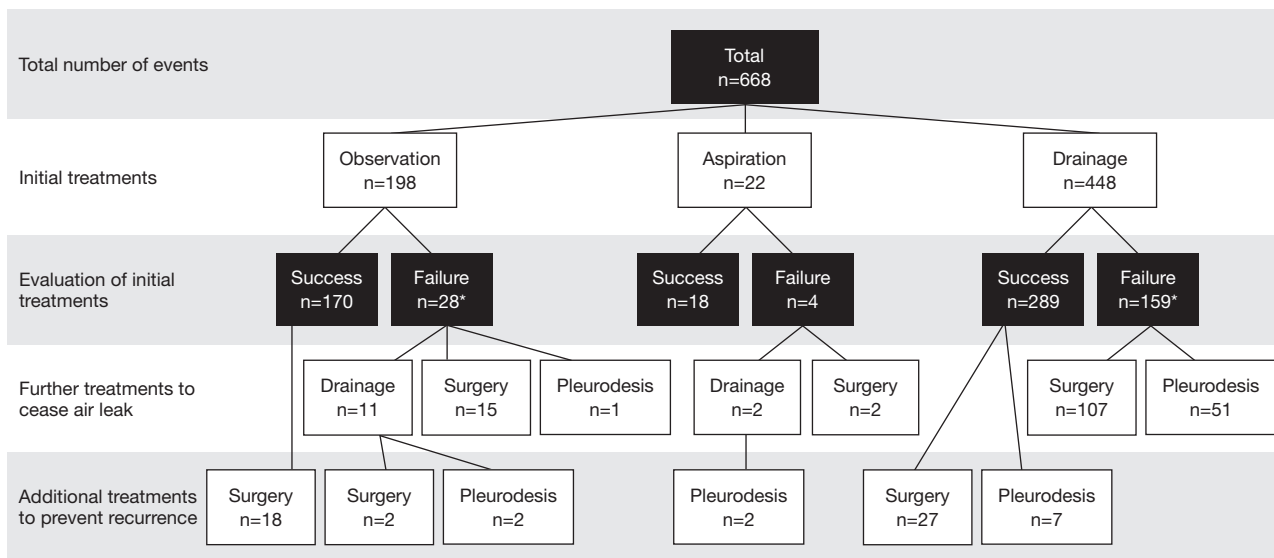 Total number of events
Total
n=668
Initial treatments
Observation
n=198
Aspiration
n=22
Drainage
n=448
Evaluation of initial
treatments
Success
n=170
Failure
n=28*
Success
n=18
Failure
n=4
Success
n=289
Failure
n=159*
Further treatments to
cease air leak
Drainage
n=11
Surgery
n=15
Pleurodesis
n=1
Drainage
n=2
Surgery
n=2
Surgery
n=107
Pleurodesis
n=51
Additional treatments
to prevent recurrence
Surgery
n=18
Surgery
n=2
Pleurodesis
n=2
Pleurodesis
n=2
Surgery
n=27
Pleurodesis
n=7